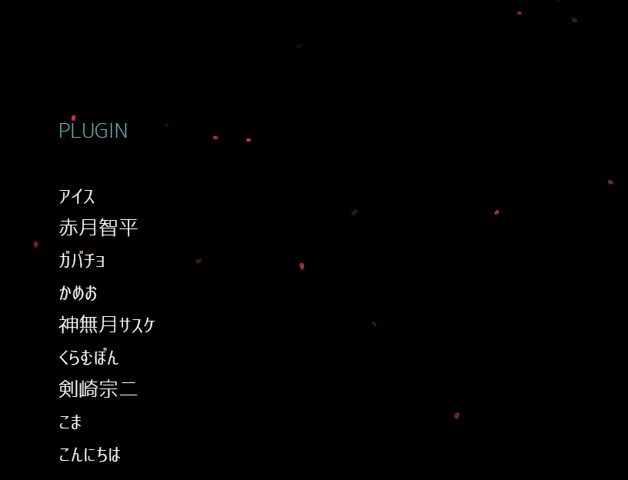 PLUGIN
アイス
赤月智平
ガバチョ
かめお
神無月サスケ
くらむぼん
剣崎宗二
こま
こんにちは